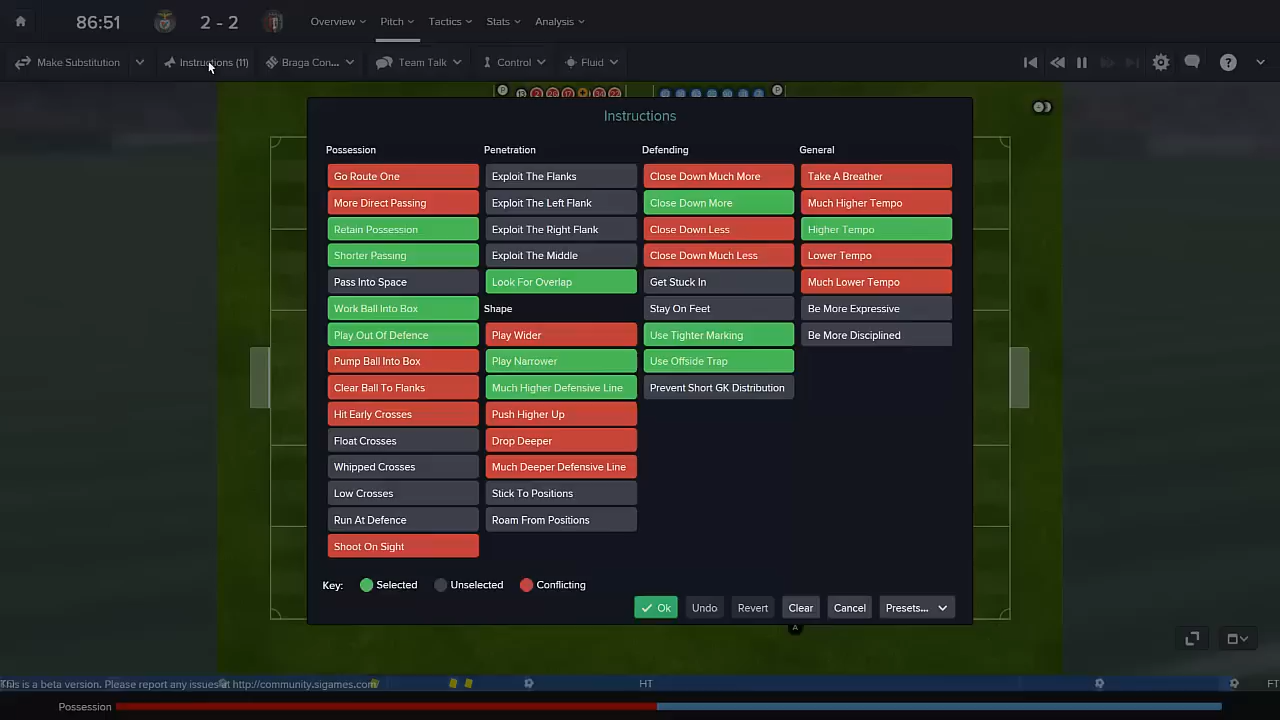 86:51
2 - 2
Overview
Pitch
Tactics
Stats
Analysis
Make Substitution
Instructions (11)
Braga Con...
Team Talk
Control
Fluid
Instructions
Possession
Go Route One
More Direct Passing
Retain Possession
Shorter Passing
Pass Into Space
Work Ball Into Box
Play Out Of Defence
Pump Ball Into Box
Clear Ball To Flanks
Hit Early Crosses
Float Crosses
Whipped Crosses
Low Crosses
Run At Defence
Shoot On Sight
Penetration
Exploit The Flanks
Exploit The Left Flank
Exploit The Right Flank
Exploit The Middle
Look For Overlap
Shape
Play Wider
Play Narrower
Much Higher Defensive Line
Push Higher Up
Drop Deeper
Much Deeper Defensive Line
Stick To Positions
Roam From Positions
Defending
Close Down Much More
Close Down More
Close Down Less
Close Down Much Less
Get Stuck In
Stay On Feet
Use Tighter Marking
Use Offside Trap
Prevent Short GK Distribution
General
Take A Breather
Much Higher Tempo
Higher Tempo
Lower Tempo
Much Lower Tempo
Be More Expressive
Be More Disciplined
Key: Selected Unselected Conflicting
Ok
Undo
Revert
Clear
Cancel
Presets...
A
This is a beta version. Please report any issues at http://community.sigames.com
HT
FT
Possession